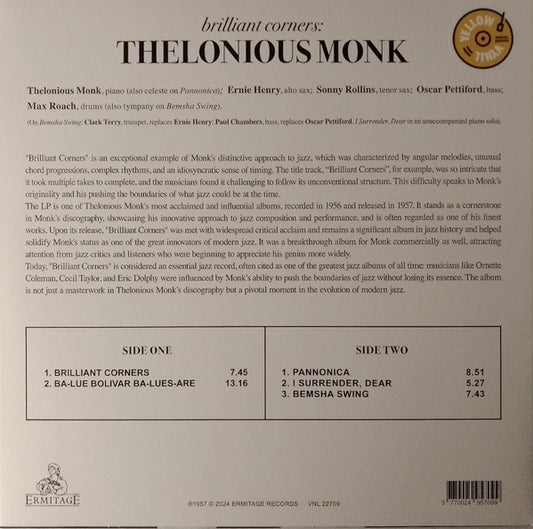 brilliant corners:
THELONIOUS MONK
YELLOW
VINYL
Thelonious Monk, piano (also celeste on Pannonica); Ernie Henry, alto sax; Sonny Rollins, tenor sax; Oscar Pettiford, bass;
Max Roach, drums (also tympany on Bemsha Swing).
(On Bemsha Swing: Clark Terry, trumpet, replaces Ernie Henry; Paul Chambers, bass, replaces Oscar Pettiford. I Surrender, Dear in an unaccompanied piano solo).
"Brilliant Corners" is an exceptional example of Monk's distinctive approach to jazz, which was characterized by angular melodies, unusual
chord progressions, complex rhythms, and an idiosyncratic sense of timing. The title track, "Brilliant Corners", for example, was so intricate that
it took multiple takes to complete, and the musicians found it challenging to follow its unconventional structure. This difficulty speaks to Monk's
originality and his pushing the boundaries of what jazz could be at the time.
The LP is one of Thelonious Monk's most acclaimed and influential albums, recorded in 1956 and released in 1957. It stands as a cornerstone
in Monk's discography, showcasing his innovative approach to jazz composition and performance, and is often regarded as one of his finest
works. Upon its release, "Brilliant Corners" was met with widespread critical acclaim and remains a significant album in jazz history and helped
solidify Monk's status as one of the great innovators of modern jazz. It was a breakthrough album for Monk commercially as well, attracting
attention from jazz critics and listeners who were beginning to appreciate his genius more widely.
Today, "Brilliant Corners" is considered an essential jazz record, often cited as one of the greatest jazz albums of all time: musicians like Ornette
Coleman, Cecil Taylor, and Eric Dolphy were influenced by Monk's ability to push the boundaries of jazz without losing its essence. The album
is not just a masterwork in Thelonious Monk's discography but a pivotal moment in the evolution of modern jazz.
SIDE ONE
1. BRILLIANT CORNERS 7.45
2. BA-LUE BOLIVAR BA-LUES-ARE 13.16
SIDE TWO
1. PANNONICA 8.51
2. I SURRENDER, DEAR 5.27
3. BEMSHA SWING 7.43
ERMITAGE
℗1957 © 2024 ERMITAGE RECORDS VNL 22709
3 770024 957099